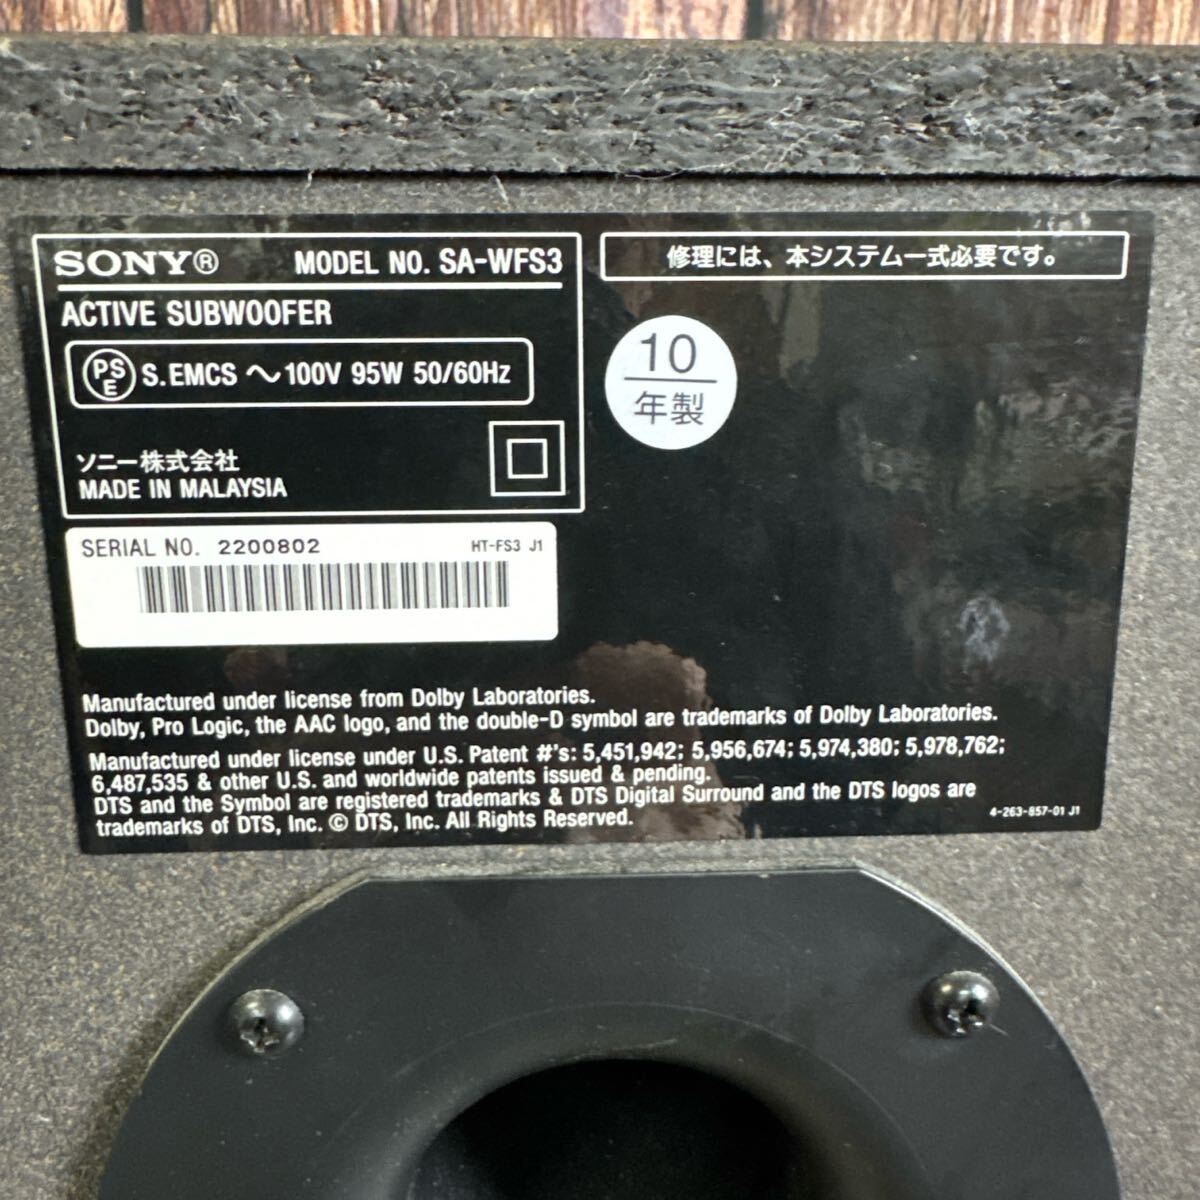 SONY® MODEL NO. SA-WFS3
ACTIVE SUBWOOFER
PSE S.EMCS ～100V 95W 50/60Hz
ソニー株式会社
MADE IN MALAYSIA
修理には、本システム一式必要です。
10
年製
SERIAL NO. 2200802 HT-FS3 J1
Manufactured under license from Dolby Laboratories.
Dolby, Pro Logic, the AAC logo, and the double-D symbol are trademarks of Dolby Laboratories.
Manufactured under license under U.S. Patent #'s: 5,451,942; 5,956,674; 5,974,380; 5,978,762;
6,487,535 & other U.S. and worldwide patents issued & pending.
DTS and the Symbol are registered trademarks & DTS Digital Surround and the DTS logos are
trademarks of DTS, Inc. © DTS, Inc. All Rights Reserved.
4-263-857-01 J1